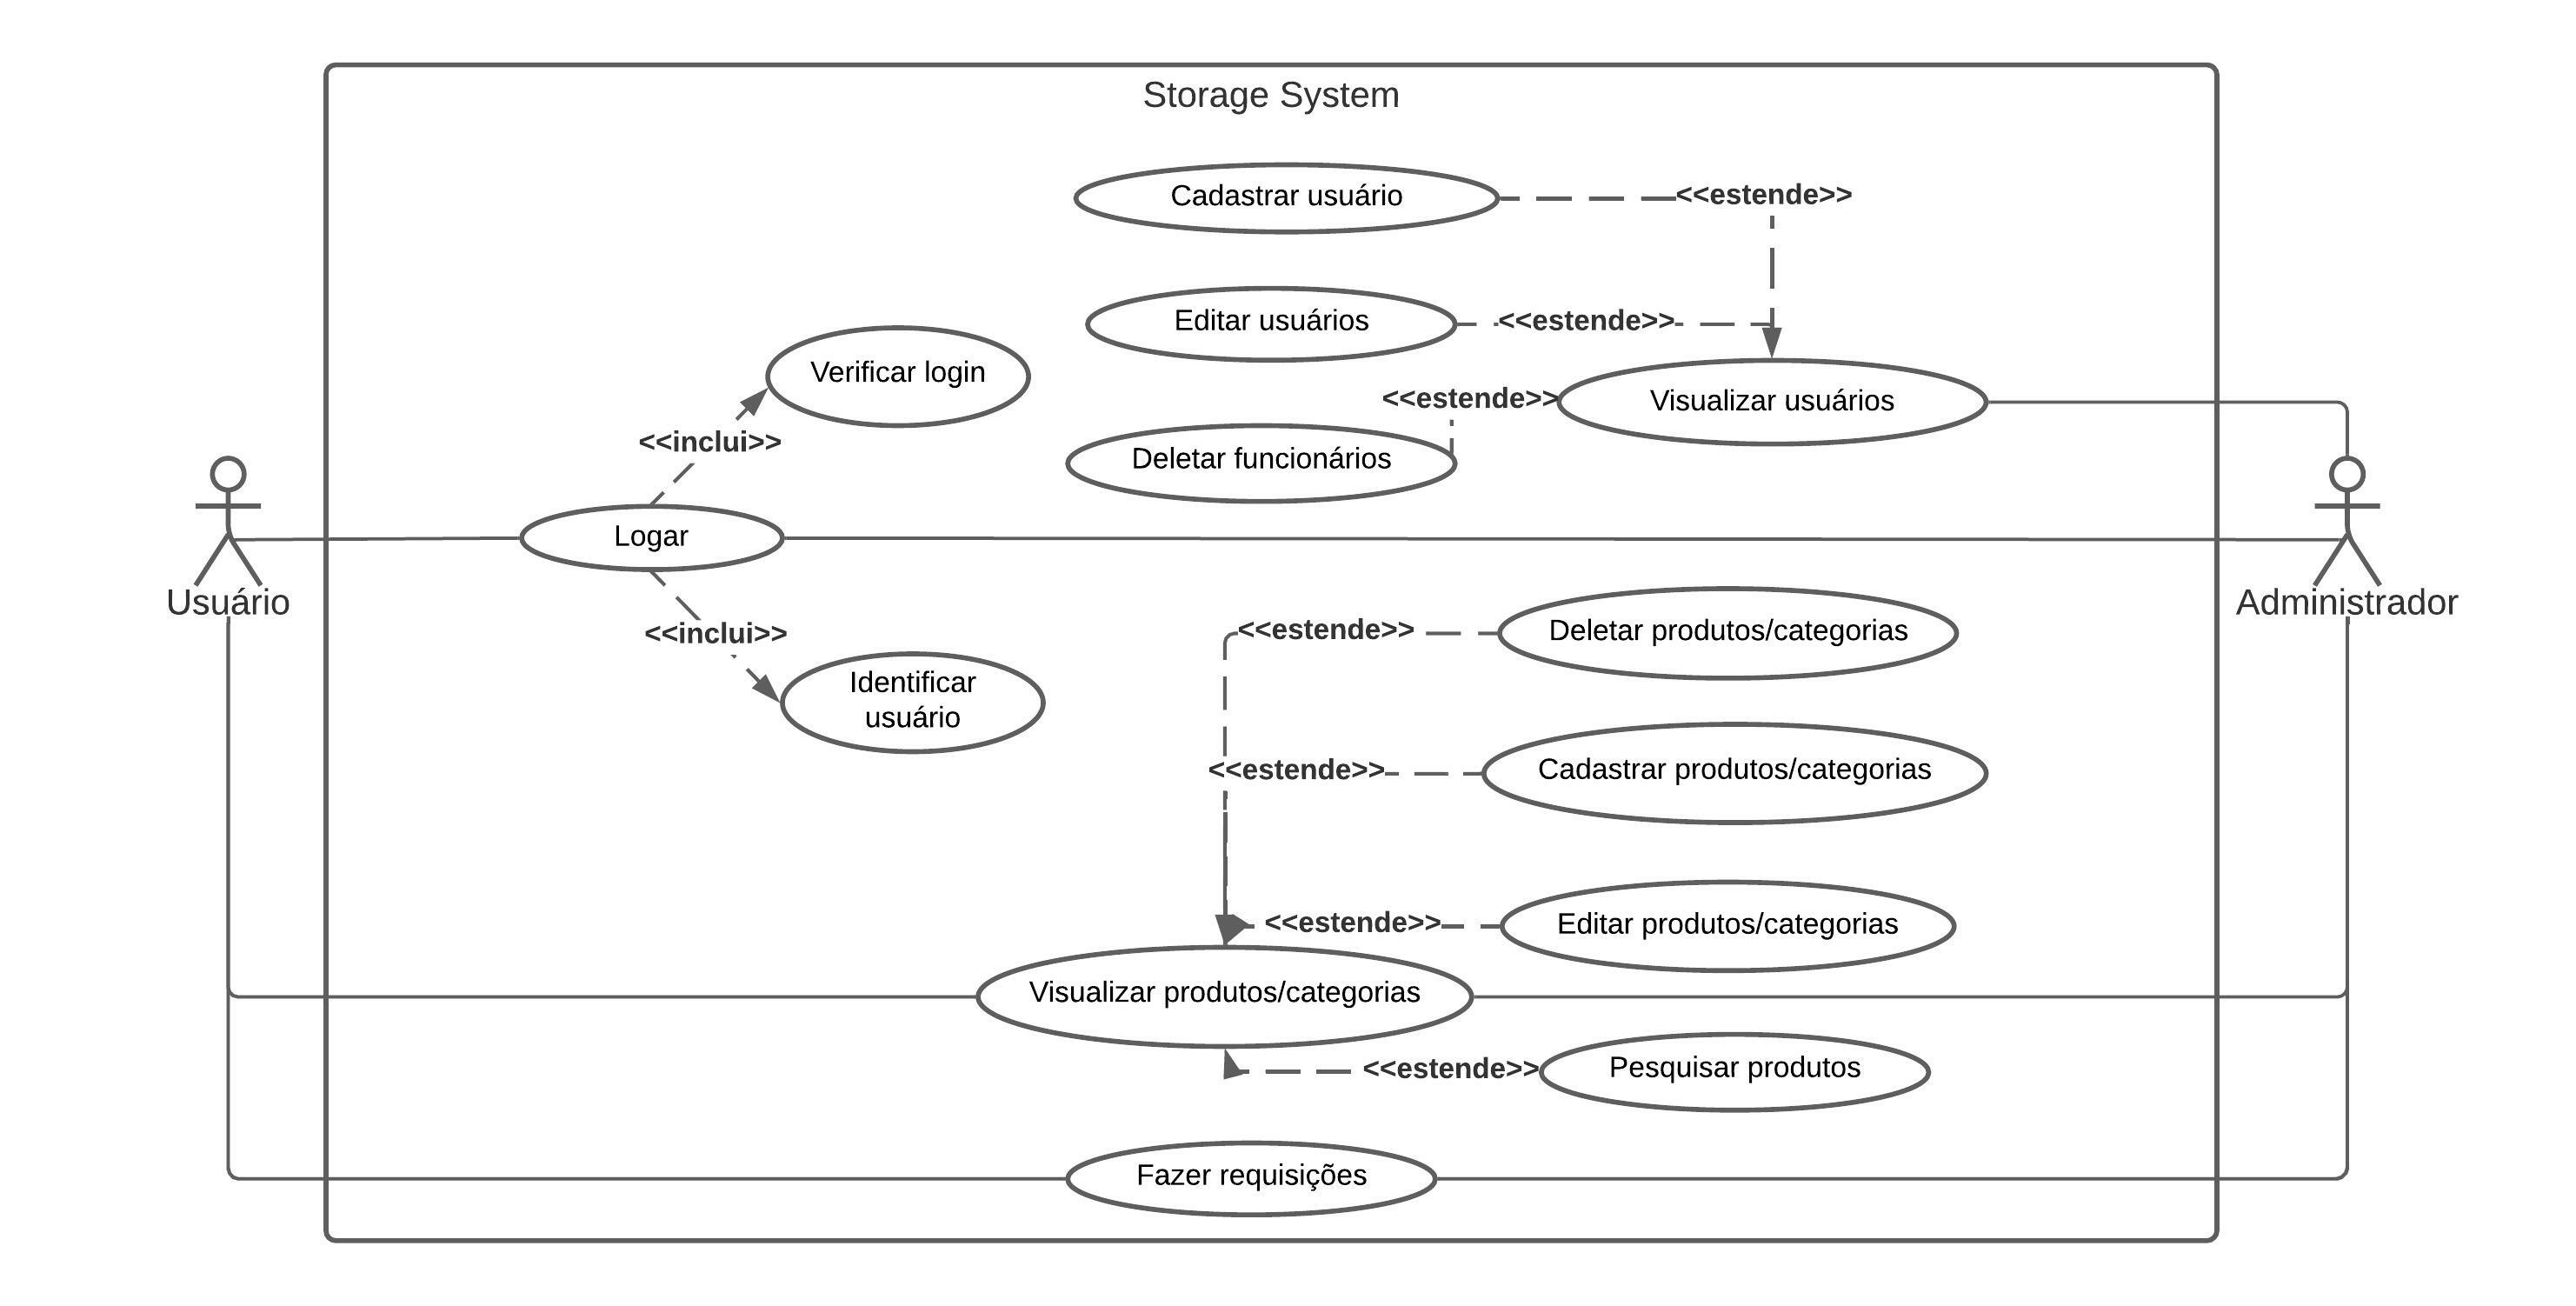 Storage System
Cadastrar usuário
<<estende>>
Editar usuários
<<estende>>
Verificar login
<<estende>>
Visualizar usuários
<<inclui>>
Deletar funcionários
Logar
Usuário
Administrador
<<inclui>>
<<estende>>
Deletar produtos/categorias
Identificar
usuário
<<estende>>
Cadastrar produtos/categorias
<<estende>>
Editar produtos/categorias
Visualizar produtos/categorias
<<estende>>
Pesquisar produtos
Fazer requisições